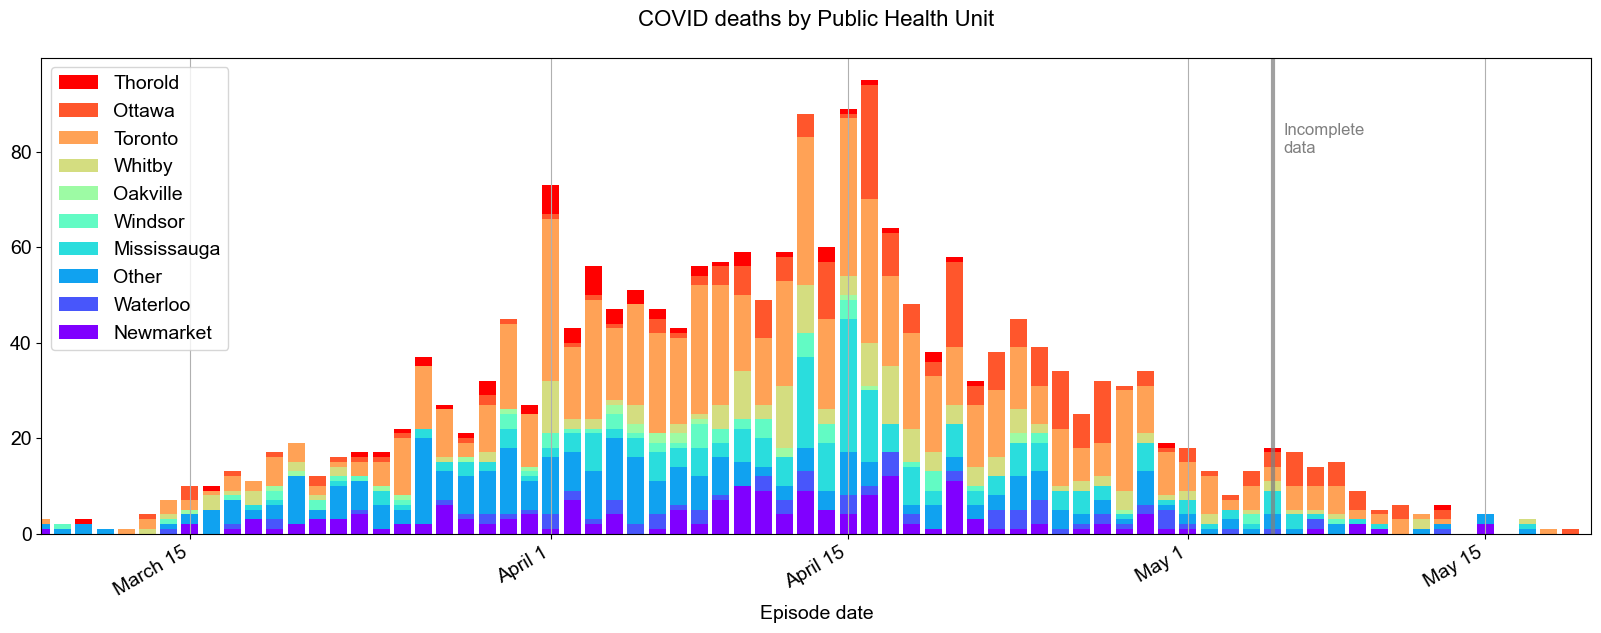 COVID deaths by Public Health Unit
Thorold
Ottawa
Toronto
Whitby
Oakville
Windsor
Mississauga
Other
Waterloo
Newmarket
Incomplete
data
80
60
40
20
0
March 15
April 1
April 15
May 1
May 15
Episode date